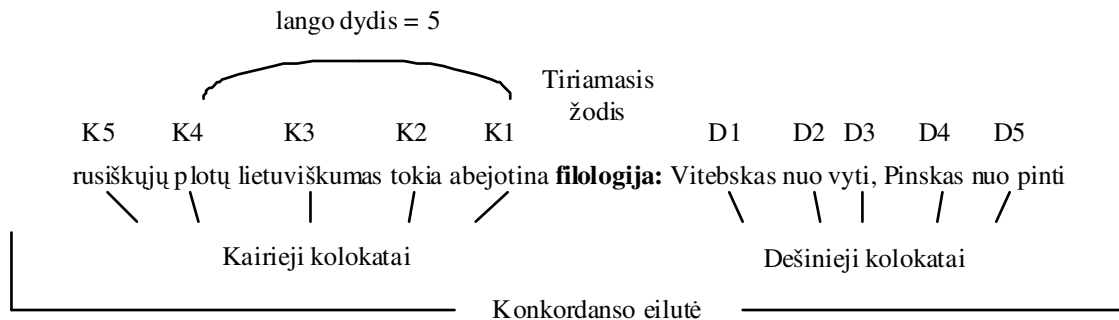 lango dydis = 5
Tiriamasis
žodis
K5 K4 K3 K2 K1 D1 D2 D3 D4 D5
rusiškųjų plotų lietuviškumas tokia abejotina filologija: Vitebskas nuo vyti, Pinskas nuo pinti
Kairieji kolokatai Dešinieji kolokatai
Konkordanso eilutė